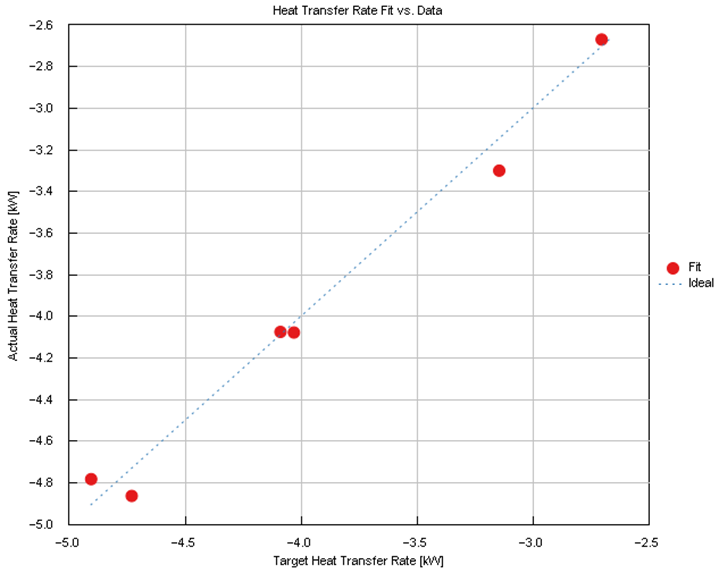 Heat Transfer Rate Fit vs. Data
−2.6
−2.8
−3.0
−3.2
−3.4
−3.6
−3.8
−4.0
−4.2
−4.4
−4.6
−4.8
−5.0
Actual Heat Transfer Rate [kW]
Fit
Ideal
−5.0 −4.5 −4.0 −3.5 −3.0 −2.5
Target Heat Transfer Rate [kW]